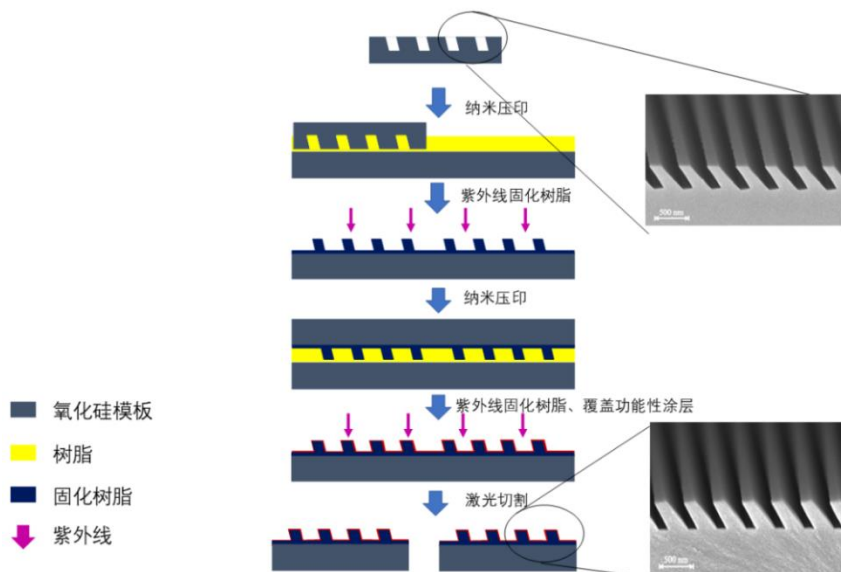 纳米压印
紫外线固化树脂
500 nm
纳米压印
紫外线固化树脂、覆盖功能性涂层
激光切割
500 nm
氧化硅模板
树脂
固化树脂
紫外线